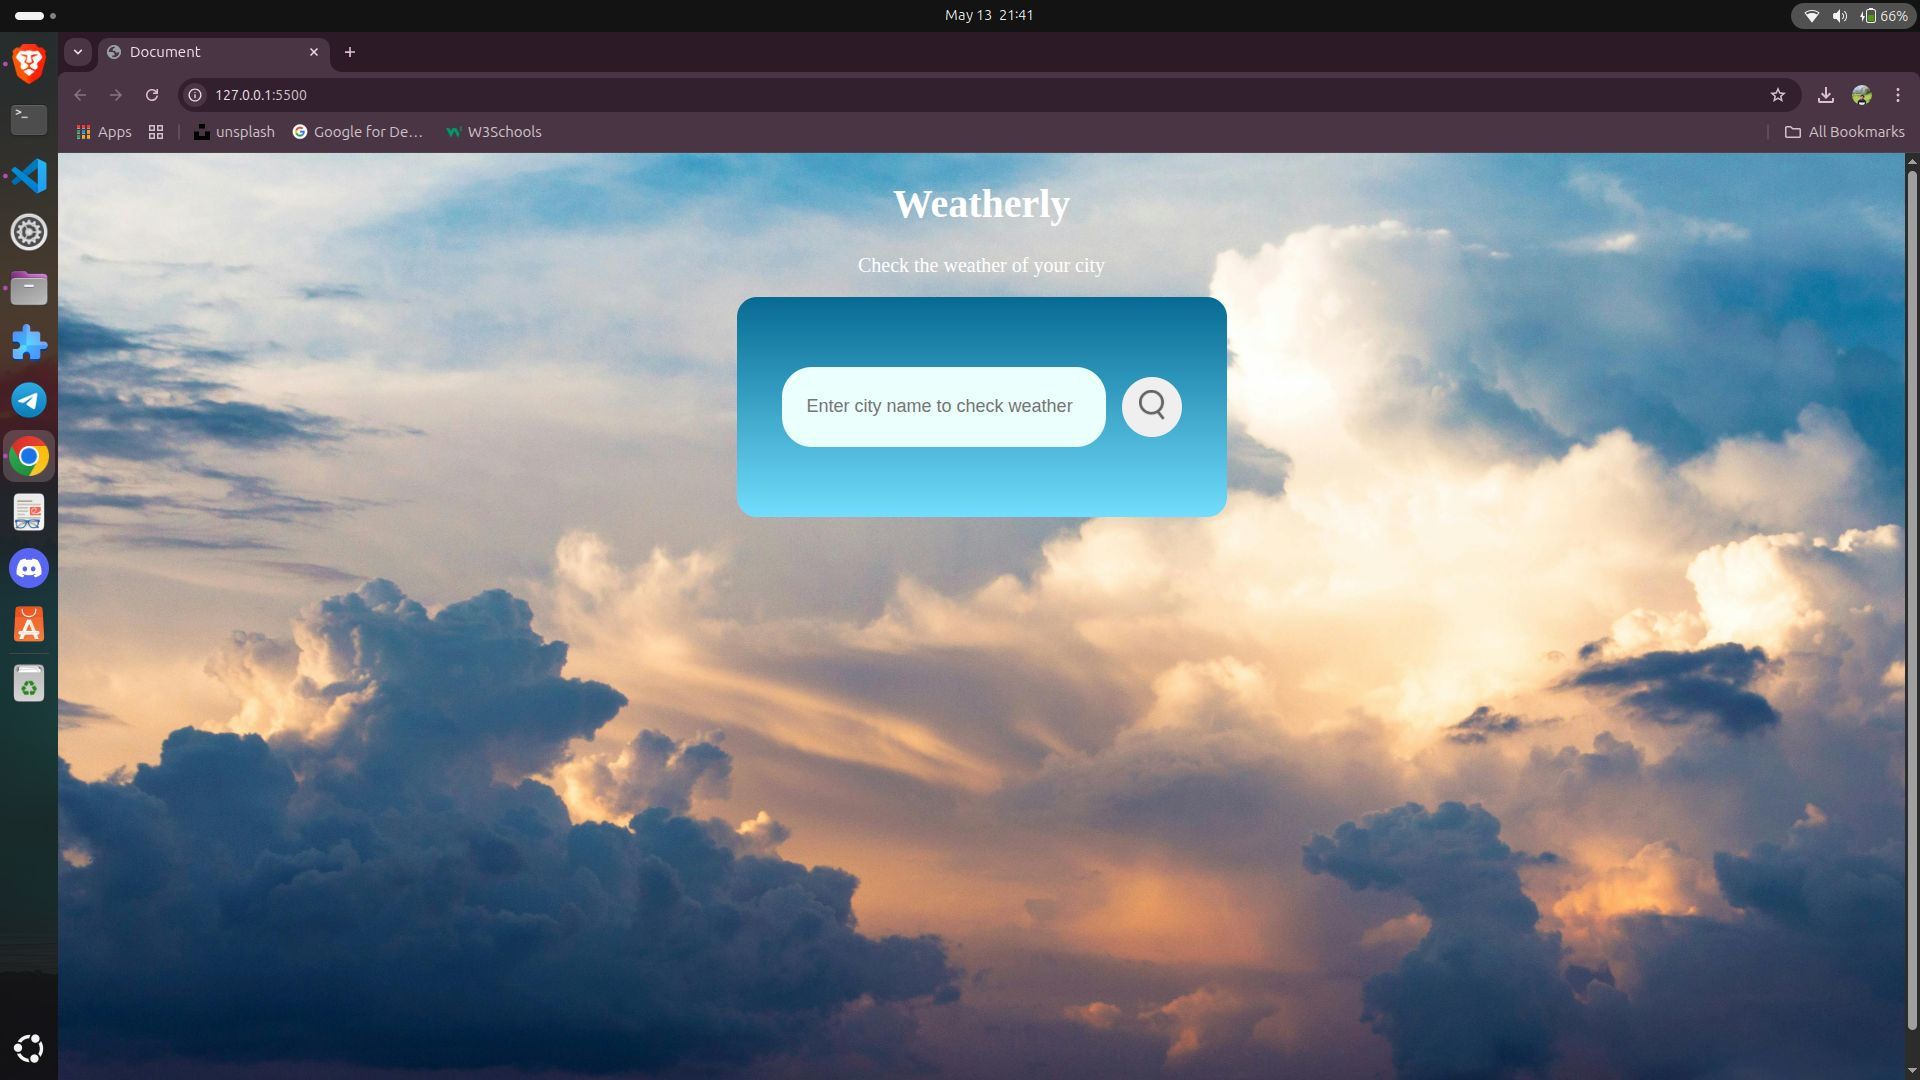 May 13 21:41
66%
Document
127.0.0.1:5500
Apps
unsplash
Google for De...
W3Schools
All Bookmarks
Weatherly
Check the weather of your city
Enter city name to check weather